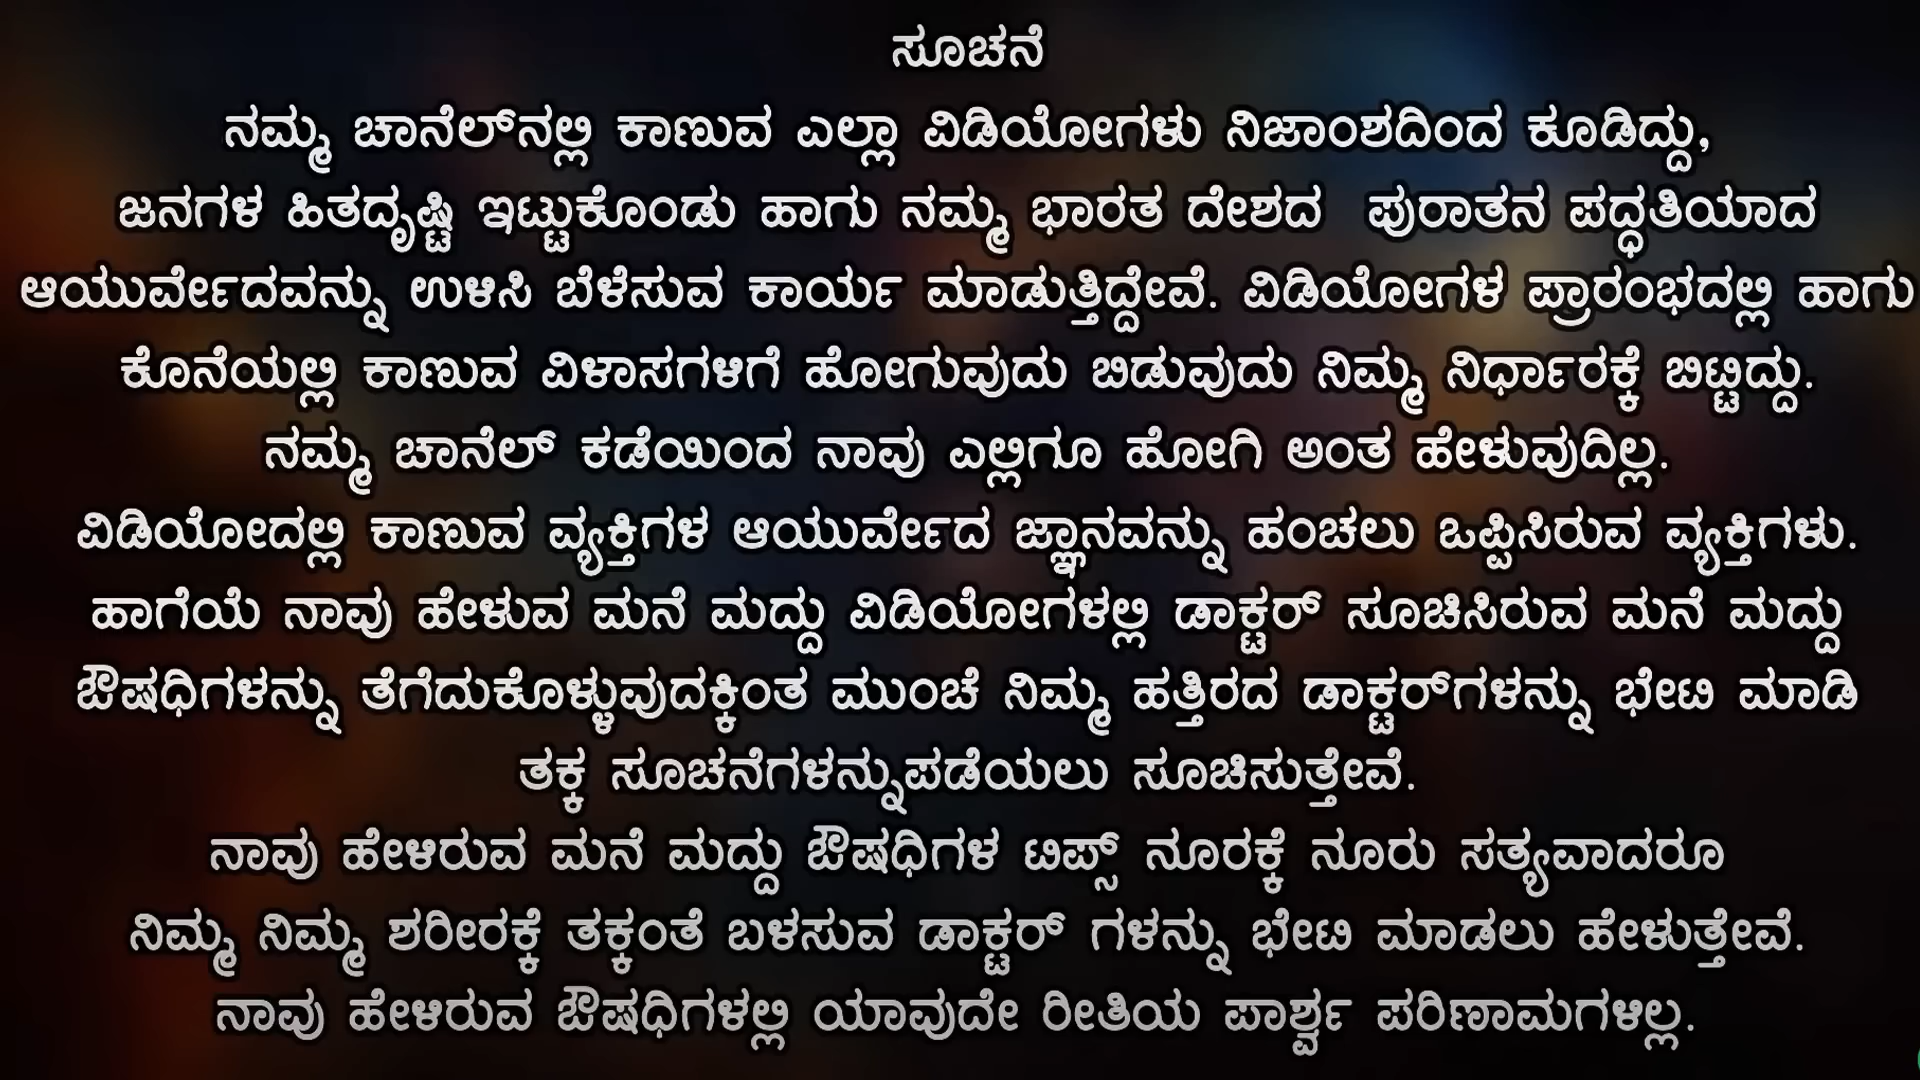 ಸೂಚನೆ
ನಮ್ಮ ಚಾನೆಲ್‌ನಲ್ಲಿ ಕಾಣುವ ಎಲ್ಲಾ ವಿಡಿಯೋಗಳು ನಿಜಾಂಶದಿಂದ ಕೂಡಿದ್ದು,
ಜನಗಳ ಹಿತದೃಷ್ಟಿ ಇಟ್ಟುಕೊಂಡು ಹಾಗು ನಮ್ಮ ಭಾರತ ದೇಶದ ಪುರಾತನ ಪದ್ಧತಿಯಾದ
ಆಯುರ್ವೇದವನ್ನು ಉಳಿಸಿ ಬೆಳೆಸುವ ಕಾರ್ಯ ಮಾಡುತ್ತಿದ್ದೇವೆ. ವಿಡಿಯೋಗಳ ಪ್ರಾರಂಭದಲ್ಲಿ ಹಾಗು
ಕೊನೆಯಲ್ಲಿ ಕಾಣುವ ವಿಳಾಸಗಳಿಗೆ ಹೋಗುವುದು ಬಿಡುವುದು ನಿಮ್ಮ ನಿರ್ಧಾರಕ್ಕೆ ಬಿಟ್ಟಿದ್ದು.
ನಮ್ಮ ಚಾನೆಲ್ ಕಡೆಯಿಂದ ನಾವು ಎಲ್ಲಿಗೂ ಹೋಗಿ ಅಂತ ಹೇಳುವುದಿಲ್ಲ.
ವಿಡಿಯೋದಲ್ಲಿ ಕಾಣುವ ವ್ಯಕ್ತಿಗಳ ಆಯುರ್ವೇದ ಜ್ಞಾನವನ್ನು ಹಂಚಲು ಒಪ್ಪಿಸಿರುವ ವ್ಯಕ್ತಿಗಳು.
ಹಾಗೆಯೆ ನಾವು ಹೇಳುವ ಮನೆ ಮದ್ದು ವಿಡಿಯೋಗಳಲ್ಲಿ ಡಾಕ್ಟರ್ ಸೂಚಿಸಿರುವ ಮನೆ ಮದ್ದು
ಔಷಧಿಗಳನ್ನು ತೆಗೆದುಕೊಳ್ಳುವುದಕ್ಕಿಂತ ಮುಂಚೆ ನಿಮ್ಮ ಹತ್ತಿರದ ಡಾಕ್ಟರ್‌ಗಳನ್ನು ಭೇಟಿ ಮಾಡಿ
ತಕ್ಕ ಸೂಚನೆಗಳನ್ನುಪಡೆಯಲು ಸೂಚಿಸುತ್ತೇವೆ.
ನಾವು ಹೇಳಿರುವ ಮನೆ ಮದ್ದು ಔಷಧಿಗಳ ಟಿಪ್ಸ್ ನೂರಕ್ಕೆ ನೂರು ಸತ್ಯವಾದರೂ
ನಿಮ್ಮ ನಿಮ್ಮ ಶರೀರಕ್ಕೆ ತಕ್ಕಂತೆ ಬಳಸುವ ಡಾಕ್ಟರ್ ಗಳನ್ನು ಭೇಟಿ ಮಾಡಲು ಹೇಳುತ್ತೇವೆ.
ನಾವು ಹೇಳಿರುವ ಔಷಧಿಗಳಲ್ಲಿ ಯಾವುದೇ ರೀತಿಯ ಪಾರ್ಶ್ವ ಪರಿಣಾಮಗಳಿಲ್ಲ.